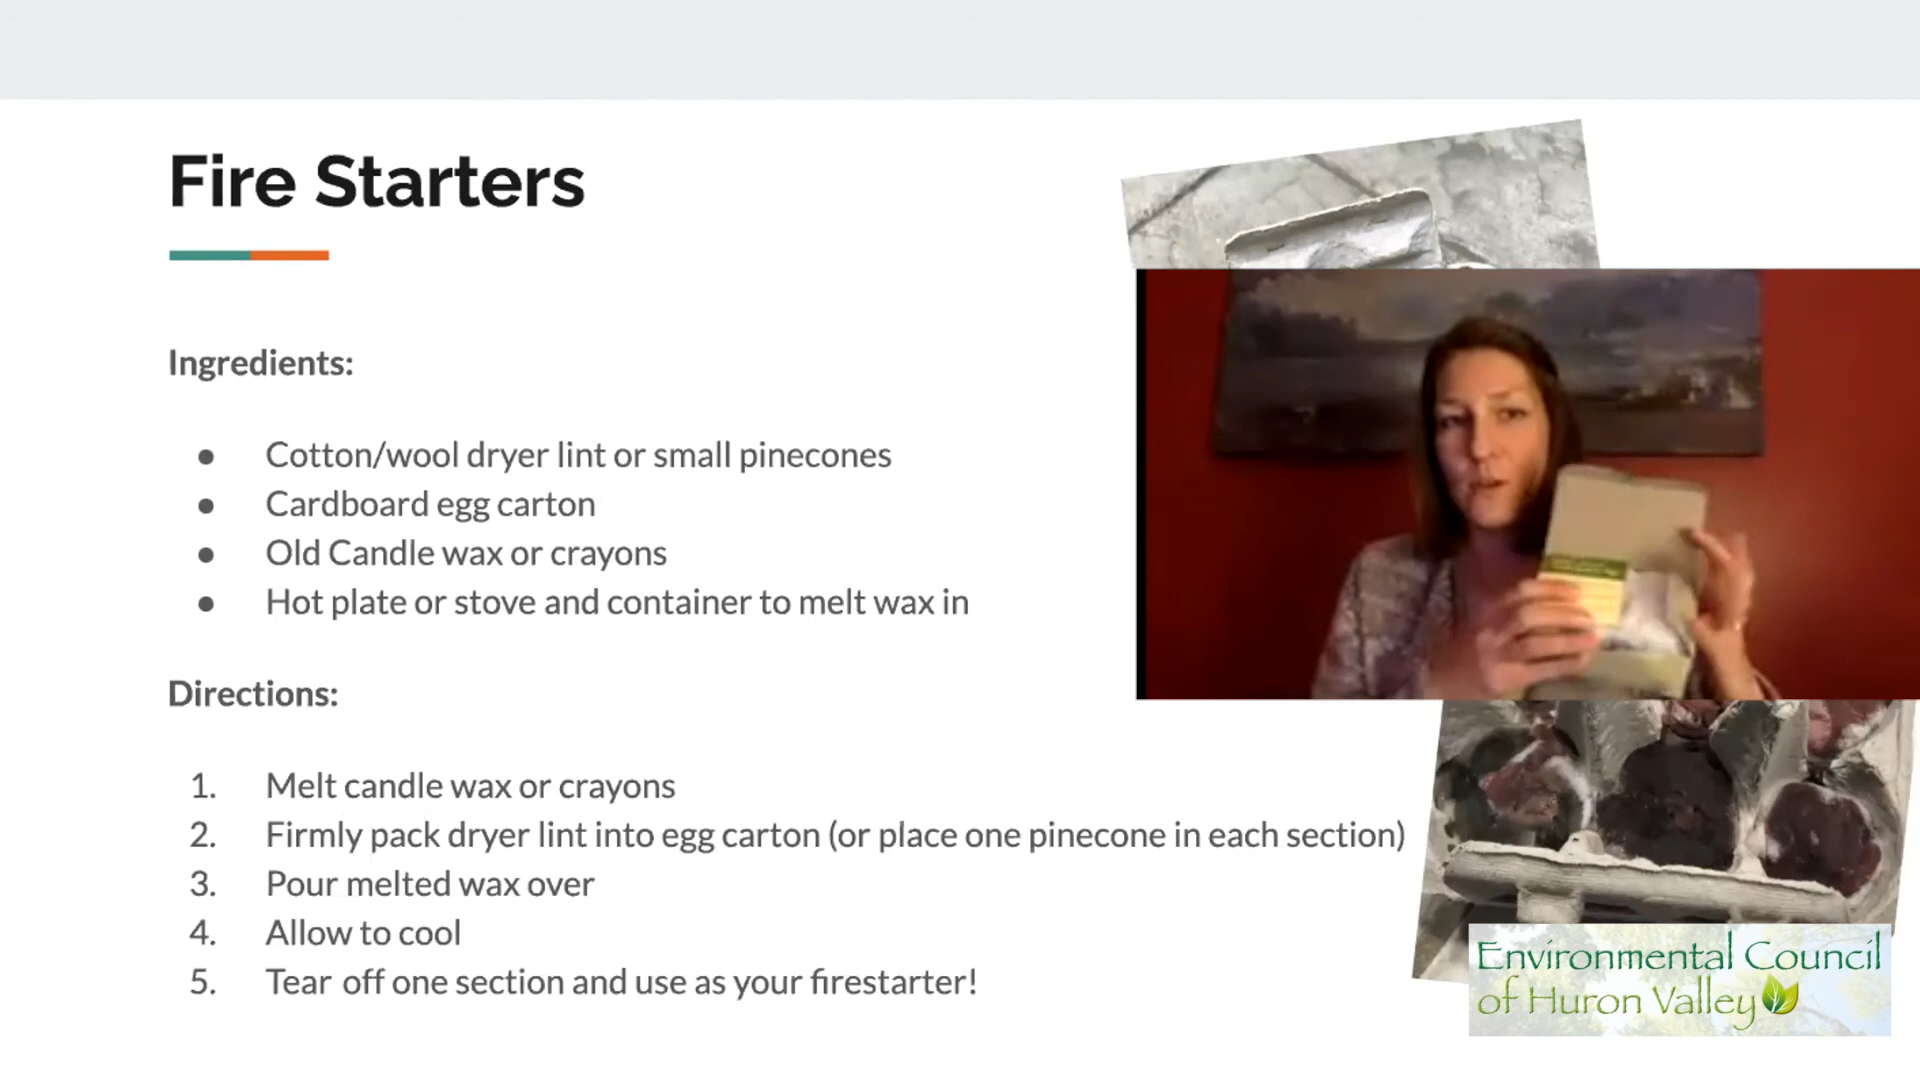 Fire Starters
Ingredients:
● Cotton/wool dryer lint or small pinecones
● Cardboard egg carton
● Old Candle wax or crayons
● Hot plate or stove and container to melt wax in
Directions:
1. Melt candle wax or crayons
2. Firmly pack dryer lint into egg carton (or place one pinecone in each section)
3. Pour melted wax over
4. Allow to cool
5. Tear off one section and use as your firestarter!
Environmental Council
of Huron Valley